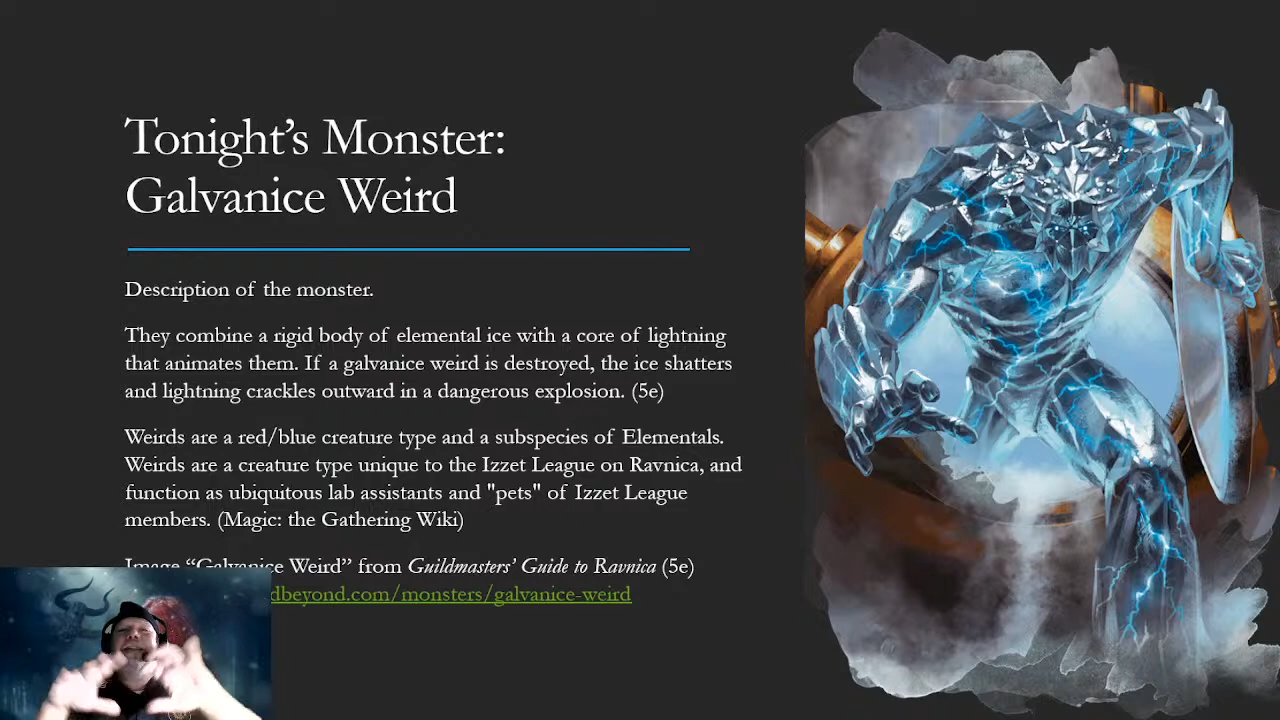 Tonight’s Monster:
Galvanice Weird
Description of the monster.
They combine a rigid body of elemental ice with a core of lightning
that animates them. If a galvanice weird is destroyed, the ice shatters
and lightning crackles outward in a dangerous explosion. (5e)
Weirds are a red/blue creature type and a subspecies of Elementals.
Weirds are a creature type unique to the Izzet League on Ravnica, and
function as ubiquitous lab assistants and "pets" of Izzet League
members. (Magic: the Gathering Wiki)
Image “Galvanice Weird” from Guildmasters’ Guide to Ravnica (5e)
dbeyond.com/monsters/galvanice-weird